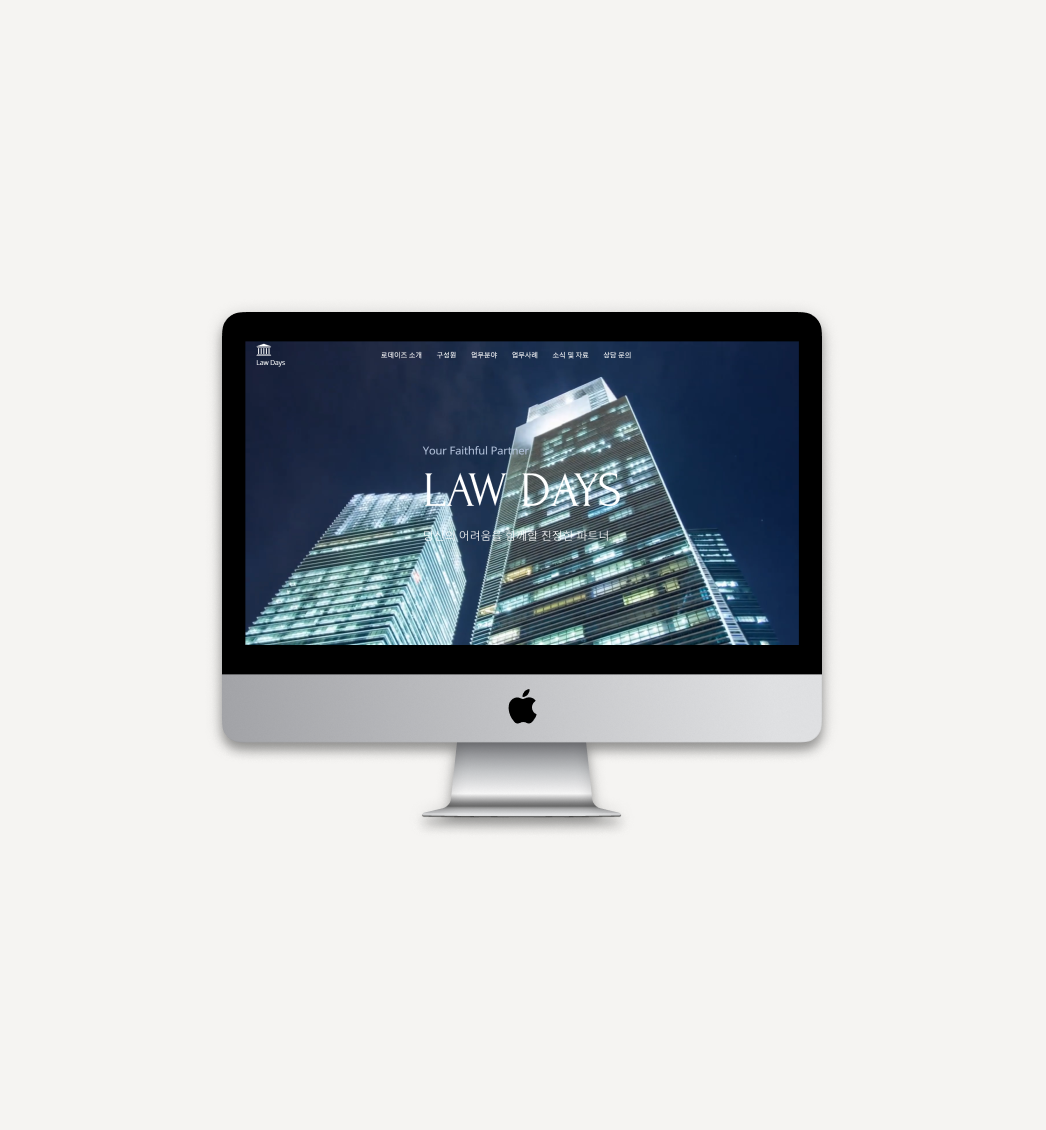 Law Days
로데이즈 소개 구성원 업무분야 업무사례 소식 및 자료 상담 문의
Your Faithful Partner
LAW DAYS
당신의 어려움을 함께할 진정한 파트너